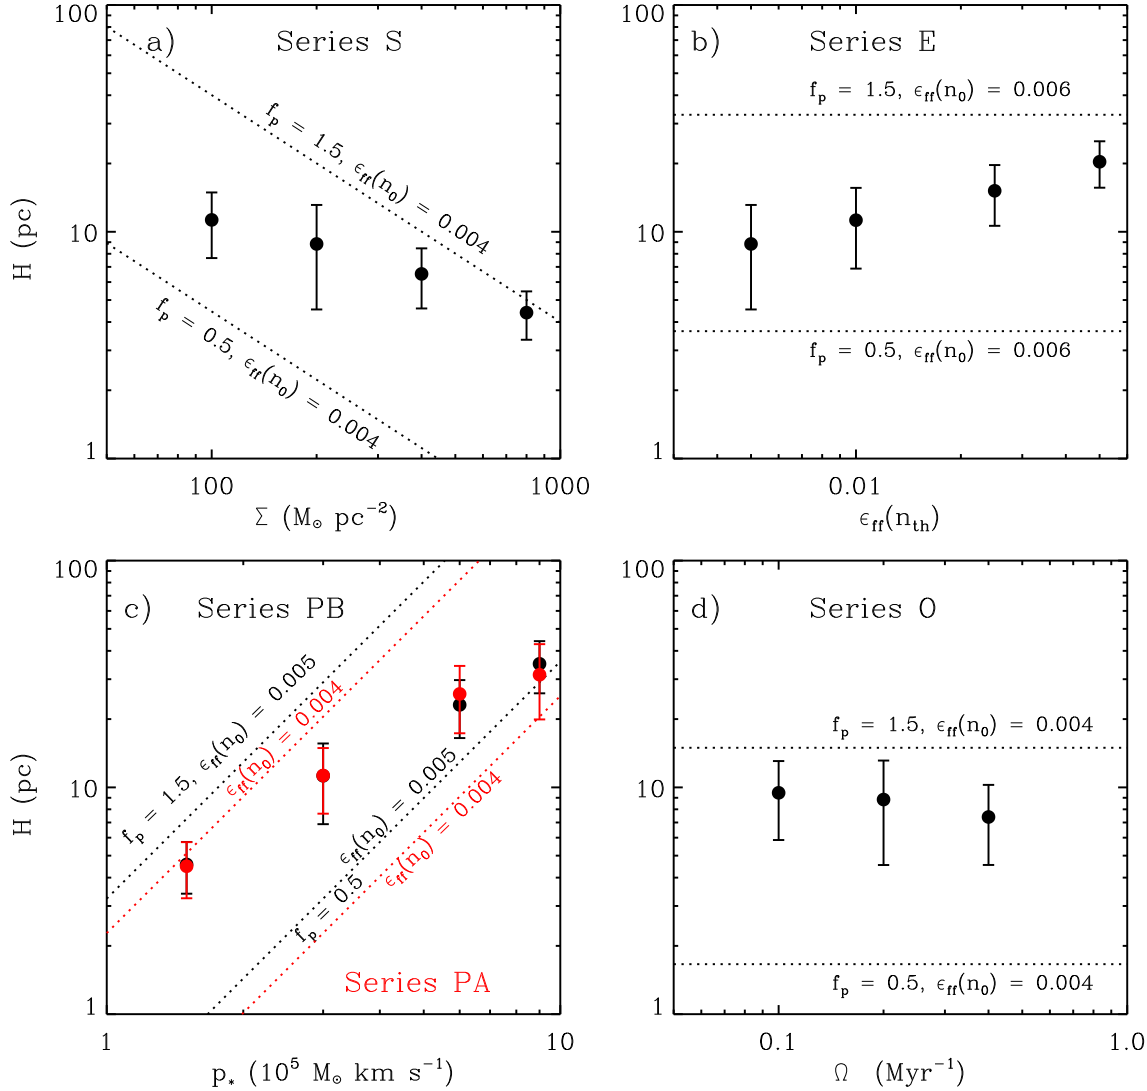 a) Series S
100
10
1
H (pc)
f_p = 1.5, ϵ_ff(n_0) = 0.004
f_p = 0.5, ϵ_ff(n_0) = 0.004
100 1000
Σ (M_⊙ pc^−2)
b) Series E
100
10
1
f_p = 1.5, ϵ_ff(n_0) = 0.006
f_p = 0.5, ϵ_ff(n_0) = 0.006
0.01
ϵ_ff(n_th)
c) Series PB
100
10
1
H (pc)
f_p = 1.5, ϵ_ff(n_0) = 0.005
ϵ_ff(n_0) = 0.004
f_p = 0.5
ϵ_ff(n_0) = 0.005
ϵ_ff(n_0) = 0.004
Series PA
1 10
p_* (10^5 M_⊙ km s^−1)
d) Series O
100
10
1
f_p = 1.5, ϵ_ff(n_0) = 0.004
f_p = 0.5, ϵ_ff(n_0) = 0.004
0.1 1.0
Ω (Myr^−1)